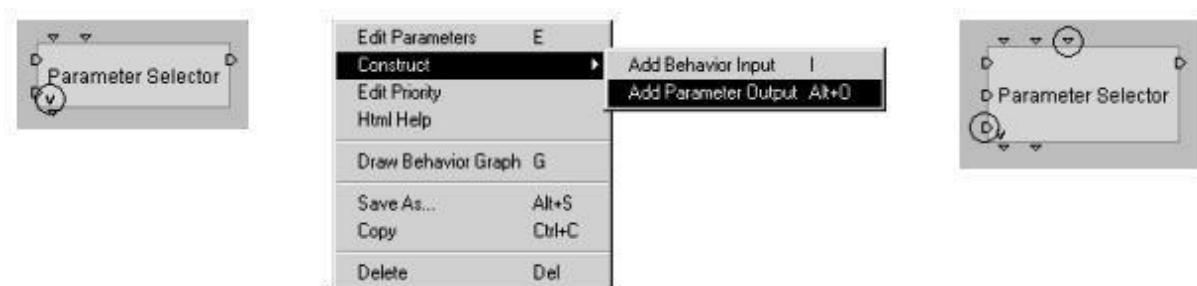 Parameter Selector
V
Edit Parameters E
Construct
Edit Priority
Html Help
Draw Behavior Graph G
Save As... Alt+S
Copy Ctrl+C
Delete Del
Add Behavior Input I
Add Parameter Output Alt+O
Parameter Selector
V